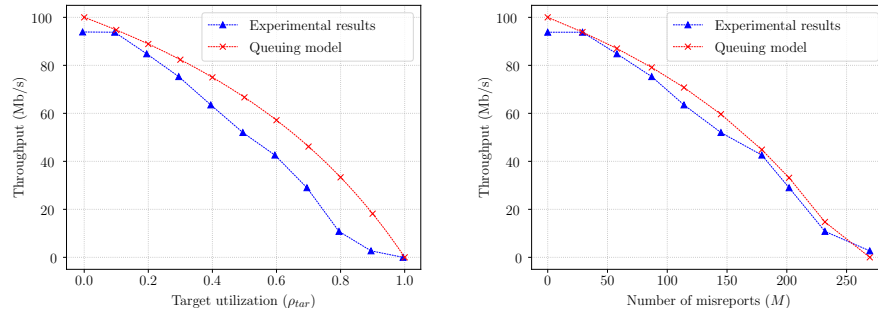 Experimental results
Queuing model
Throughput (Mb/s)
100
80
60
40
20
0
0.0 0.2 0.4 0.6 0.8 1.0
Target utilization (ρtar)
Experimental results
Queuing model
Throughput (Mb/s)
100
80
60
40
20
0
0 50 100 150 200 250
Number of misreports (M)